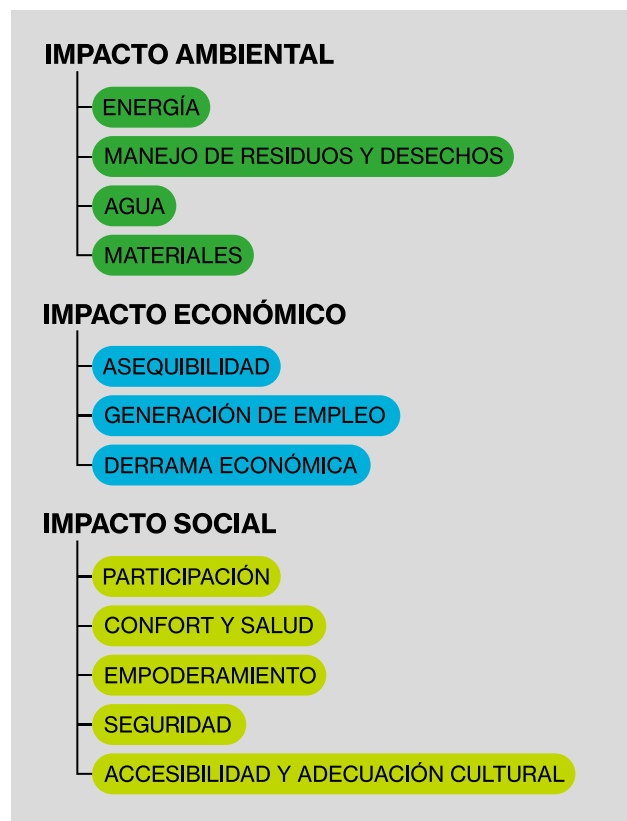 IMPACTO AMBIENTAL
ENERGÍA
MANEJO DE RESIDUOS Y DESECHOS
AGUA
MATERIALES
IMPACTO ECONÓMICO
ASEQUIBILIDAD
GENERACIÓN DE EMPLEO
DERRAMA ECONÓMICA
IMPACTO SOCIAL
PARTICIPACIÓN
CONFORT Y SALUD
EMPODERAMIENTO
SEGURIDAD
ACCESIBILIDAD Y ADECUACIÓN CULTURAL